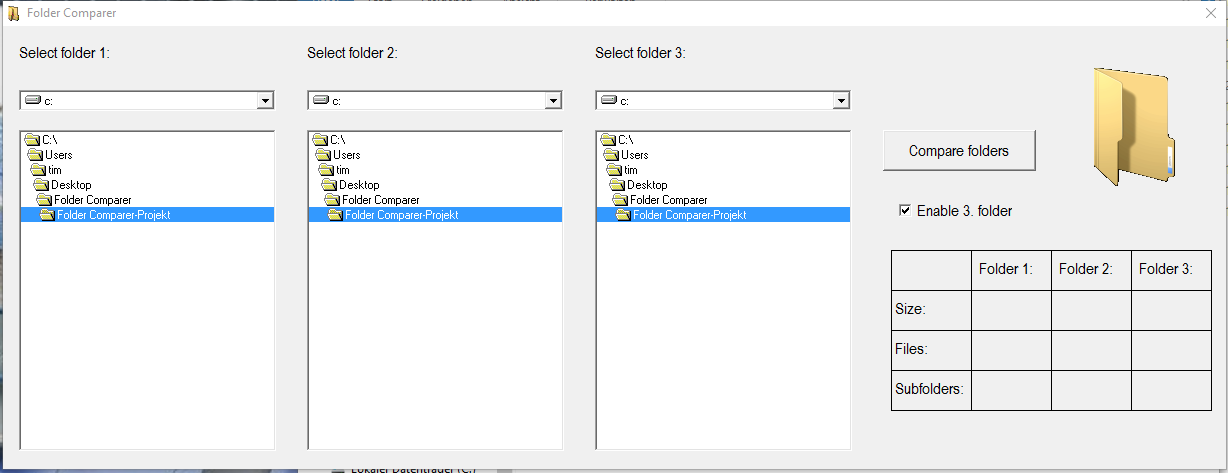 Folder Comparer
Select folder 1:
Select folder 2:
Select folder 3:
c:
c:
c:
C:\
Users
tim
Desktop
Folder Comparer
Folder Comparer-Projekt
C:\
Users
tim
Desktop
Folder Comparer
Folder Comparer-Projekt
C:\
Users
tim
Desktop
Folder Comparer
Folder Comparer-Projekt
Compare folders
Enable 3. folder
Folder 1: Folder 2: Folder 3:
Size:
Files:
Subfolders:
Lokaler Datenträger (C:)